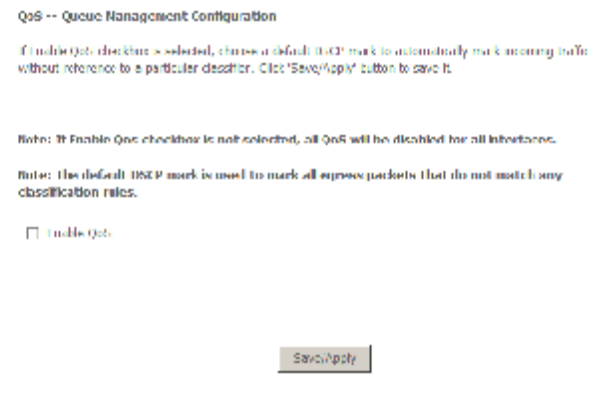 QoS -- Queue Management Configuration
If Enable QoS checkbox is selected, choose a default DSCP mark to automatically mark incoming traffic
without reference to a particular classifier. Click 'Save/Apply' button to save it.
Note: If Enable Qos checkbox is not selected, all QoS will be disabled for all interfaces.
Note: The default DSCP mark is used to mark all egress packets that do not match any
classification rules.
Enable QoS
Save/Apply